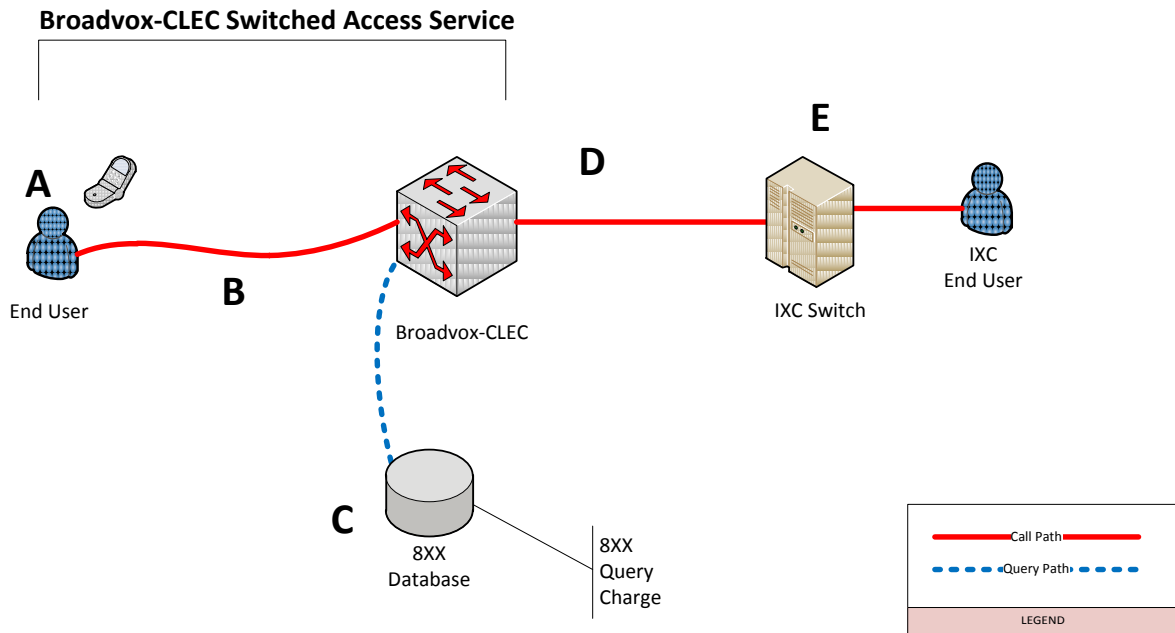 Broadvox-CLEC Switched Access Service
E
D
A
B
IXC
End User
End User
IXC Switch
Broadvox-CLEC
C
8XX
Database
8XX
Query
Charge
Call Path
Query Path
LEGEND